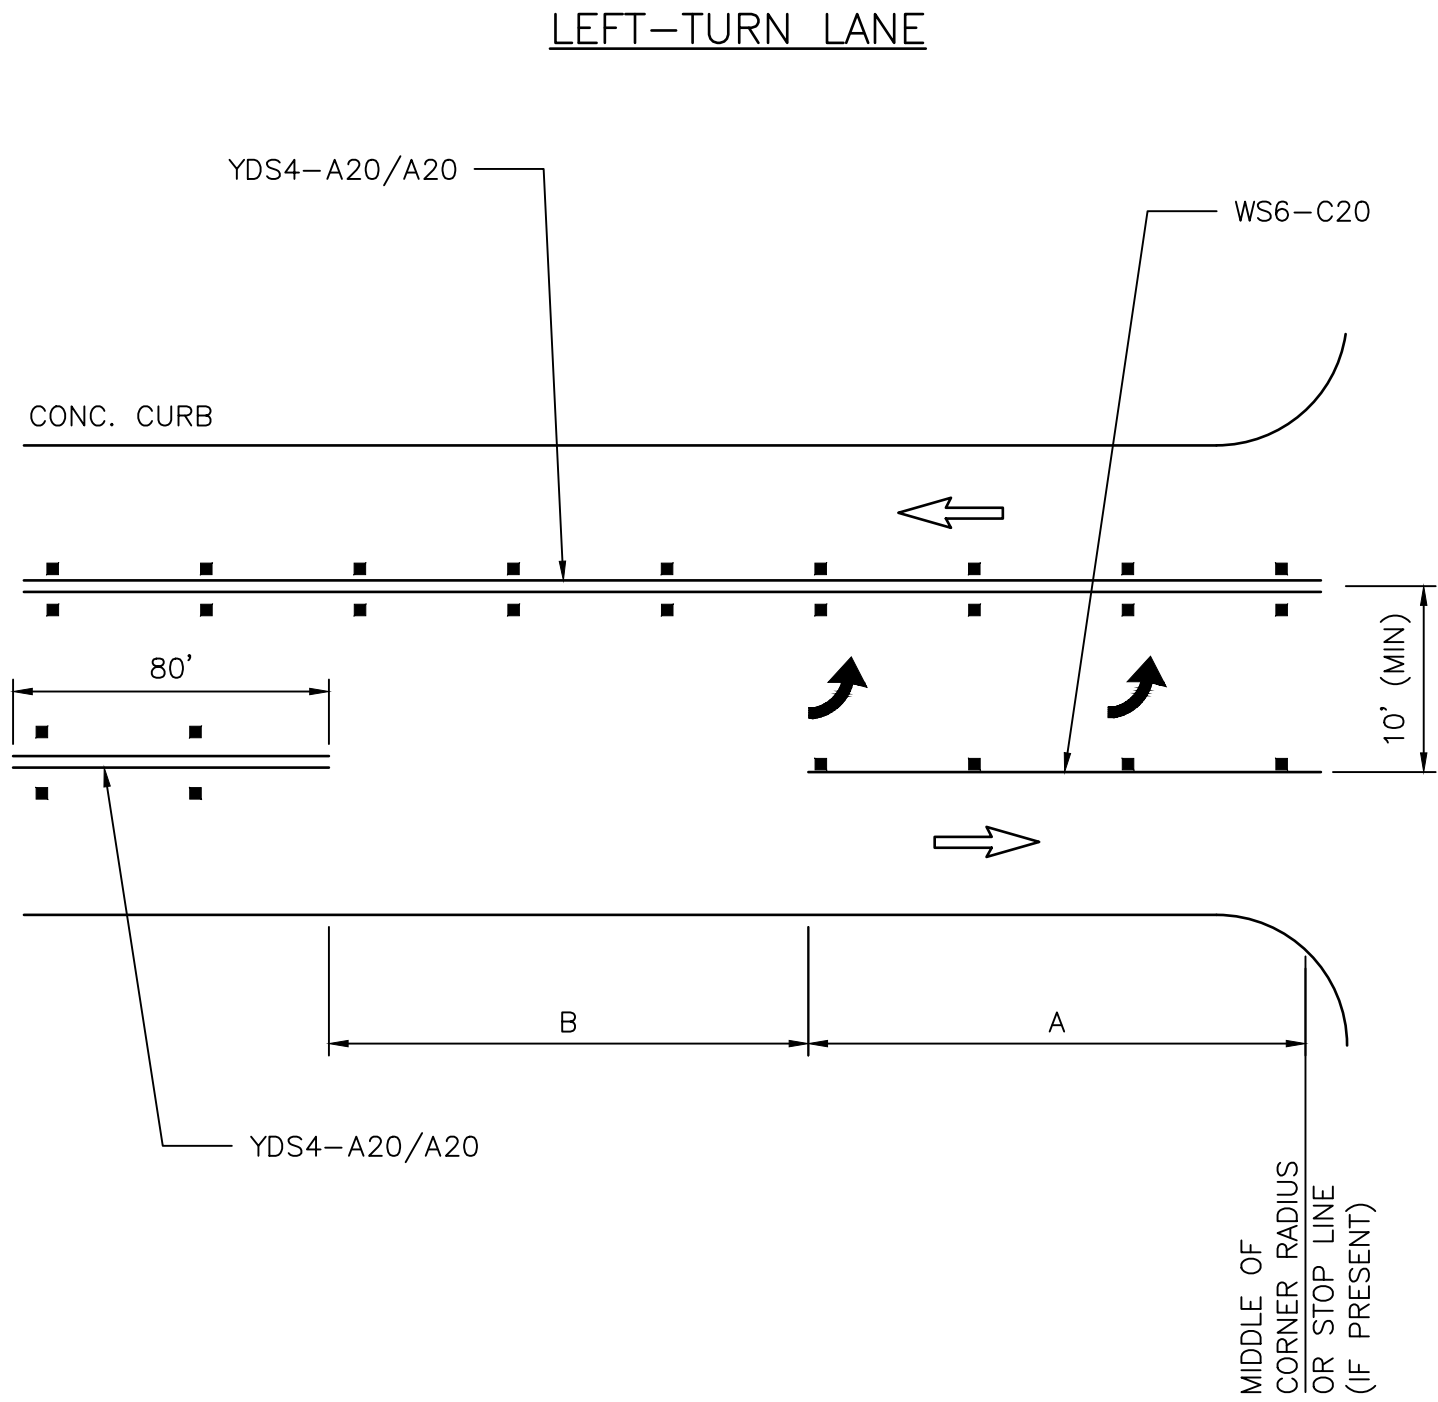 LEFT-TURN LANE
YDS4-A20/A20
WS6-C20
CONC. CURB
80'
10' (MIN)
B
A
YDS4-A20/A20
MIDDLE OF
CORNER RADIUS
OR STOP LINE
(IF PRESENT)